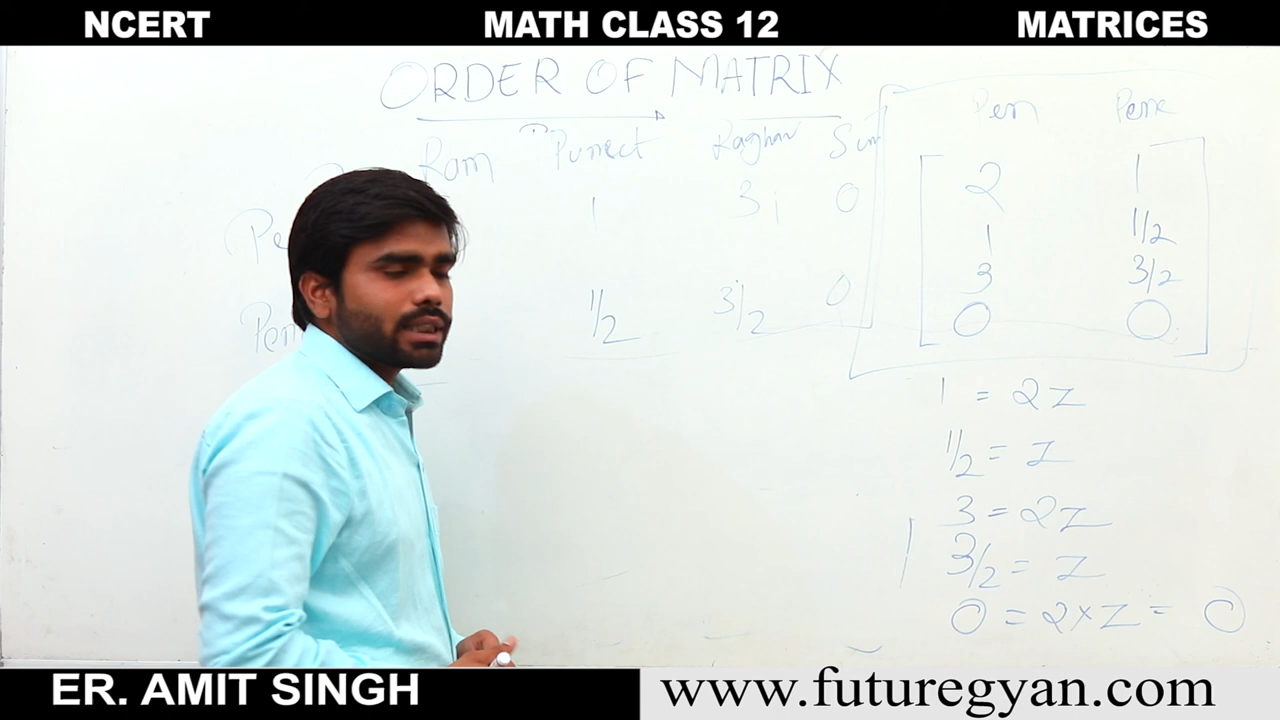 NCERT MATH CLASS 12 MATRICES
ORDER OF MATRIX
Ram Puneet Raghav
1 3 0
1/2 3/2 0
Pen
2 1
1 1/2
3 3/2
0 0
1 = 2Z
1/2 = Z
3 = 2Z
3/2 = Z
0 = 2 x Z = 0
ER. AMIT SINGH www.futuregyan.com